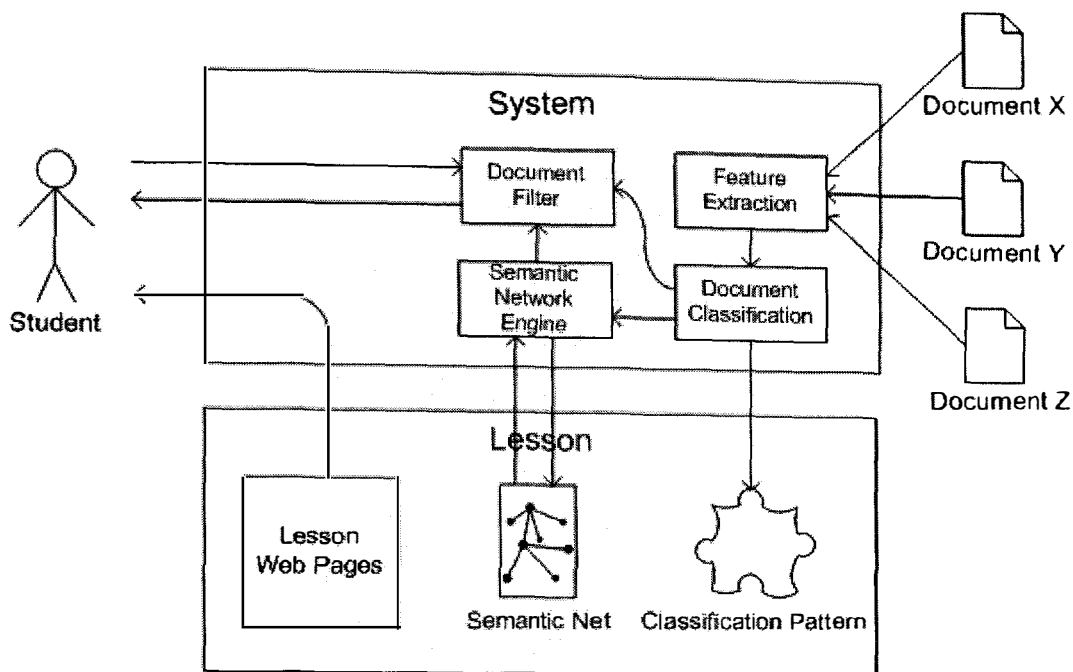 System
Document X
Document
Filter
Feature
Extraction
Document Y
Student
Semantic
Network
Engine
Document
Classification
Document Z
Lesson
Lesson
Web Pages
Semantic Net
Classification Pattern